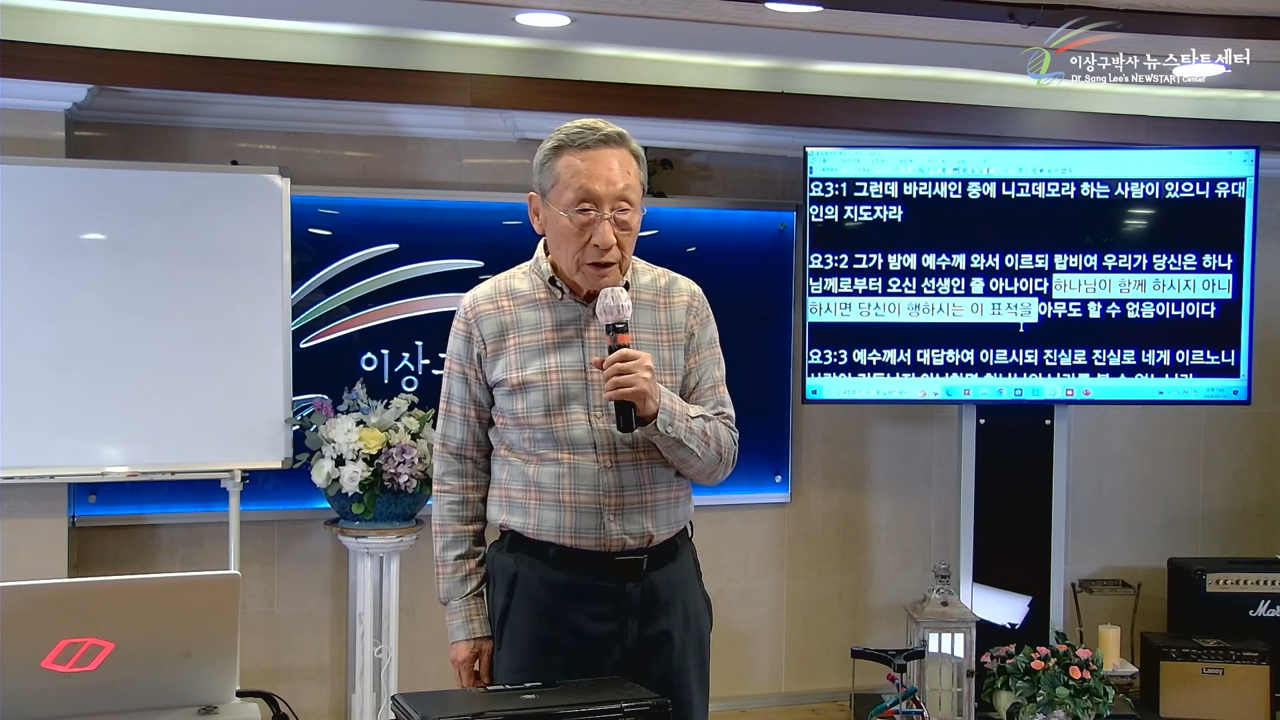 이상구박사 뉴스타트센터
Dr. Sang Lee's NEWSTART Center
요3:1 그런데 바리새인 중에 니고데모라 하는 사람이 있으니 유대
인의 지도자라
요3:2 그가 밤에 예수께 와서 이르되 랍비여 우리가 당신은 하나
님께로부터 오신 선생인 줄 아나이다 하나님이 함께 하시지 아니
하시면 당신이 행하시는 이 표적을 아무도 할 수 없음이니이다
요3:3 예수께서 대답하여 이르시되 진실로 진실로 네게 이르노니
이상구
Laney